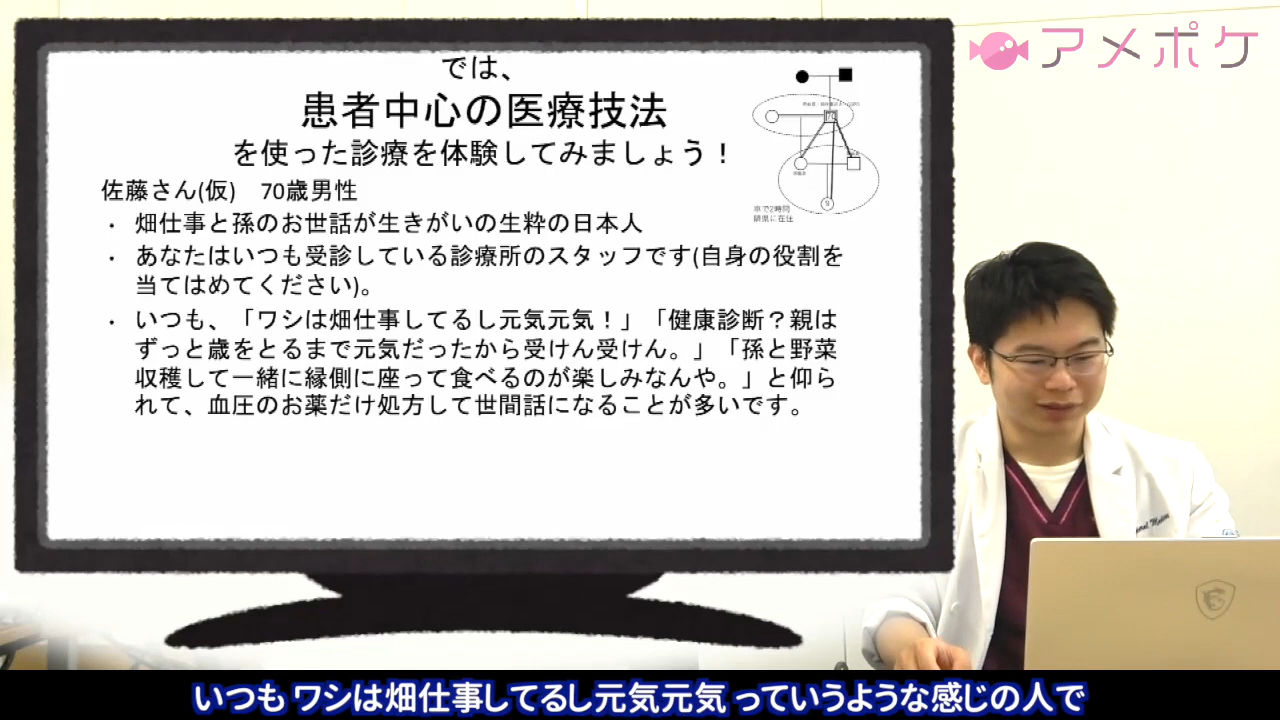 アメポケ
では、
患者中心の医療技法
を使った診療を体験してみましょう！
佐藤さん(仮)　70歳男性
・ 畑仕事と孫のお世話が生きがいの生粋の日本人
・ あなたはいつも受診している診療所のスタッフです(自身の役割を
当てはめてください)。
・ いつも、「ワシは畑仕事してるし元気元気！」「健康診断？親は
ずっと歳をとるまで元気だったから受けん受けん。」「孫と野菜
収穫して一緒に縁側に座って食べるのが楽しみなんや。」と仰ら
れて、血圧のお薬だけ処方して世間話になることが多いです。
車で2時間
隣県に在住
いつも ワシは畑仕事してるし元気元気 っていうような感じの人で